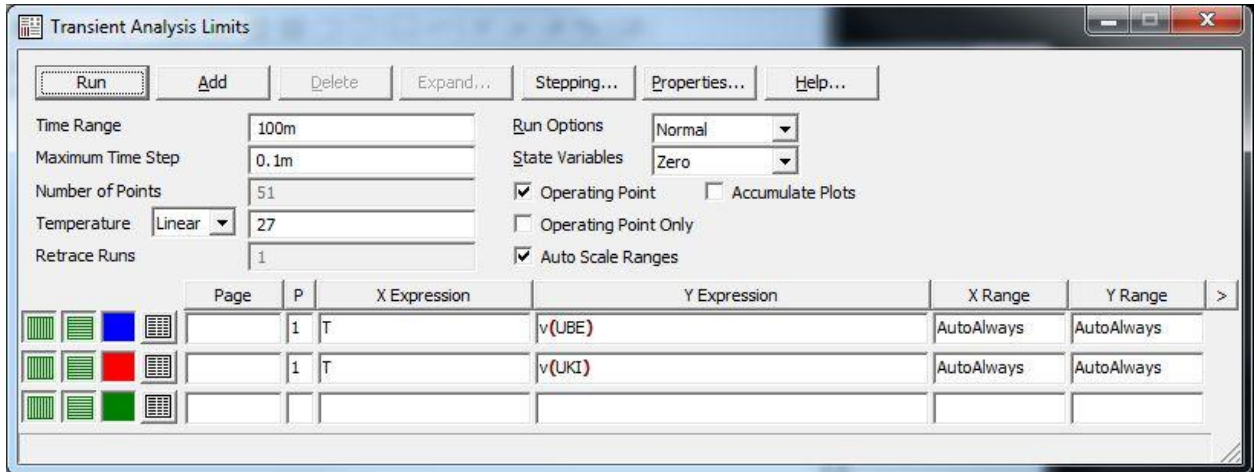 Transient Analysis Limits
Run Add Delete Expand... Stepping... Properties... Help...
Time Range 100m Run Options Normal
Maximum Time Step 0.1m State Variables Zero
Number of Points 51 Operating Point Accumulate Plots
Temperature Linear 27 Operating Point Only
Retrace Runs 1 Auto Scale Ranges
Page P X Expression Y Expression X Range Y Range >
1 T v(UBE) AutoAlways AutoAlways
1 T v(UKI) AutoAlways AutoAlways